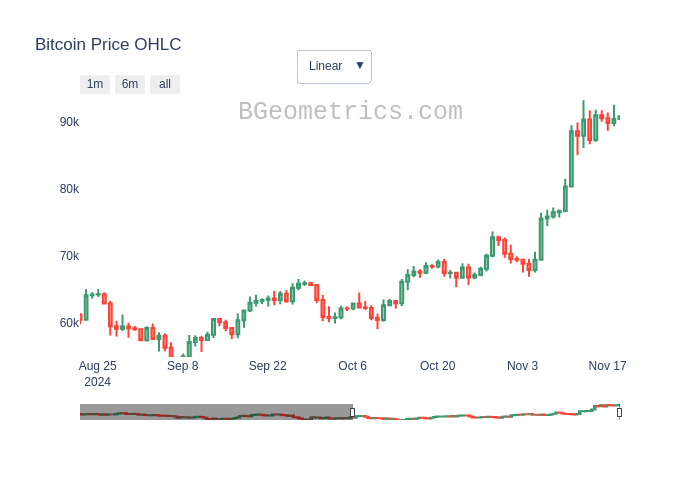 Bitcoin Price OHLC
Linear ▼
1m 6m all
BGeometrics.com
90k
80k
70k
60k
Aug 25 Sep 8 Sep 22 Oct 6 Oct 20 Nov 3 Nov 17
2024